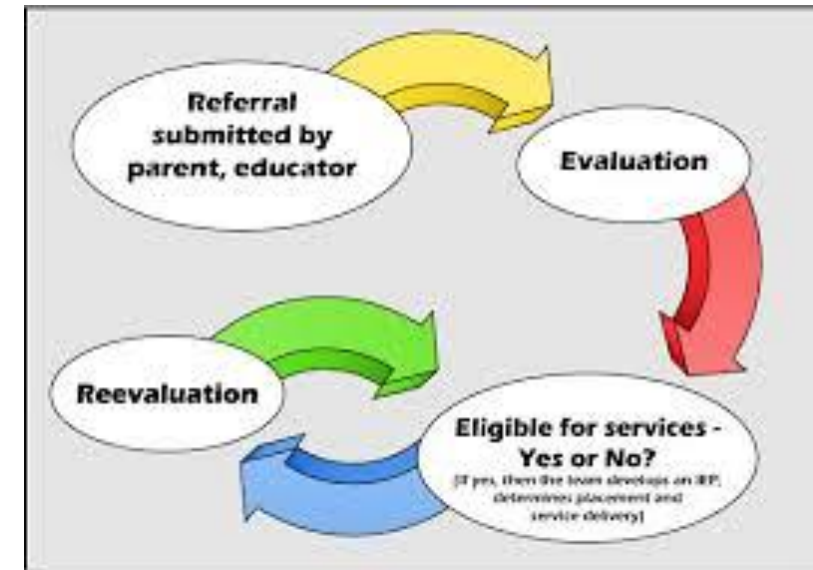 Referral
submitted by
parent, educator
Evaluation
Reevaluation
Eligible for services -
Yes or No?
(If yes, then the team develops an IEP,
determines placement and
service delivery)